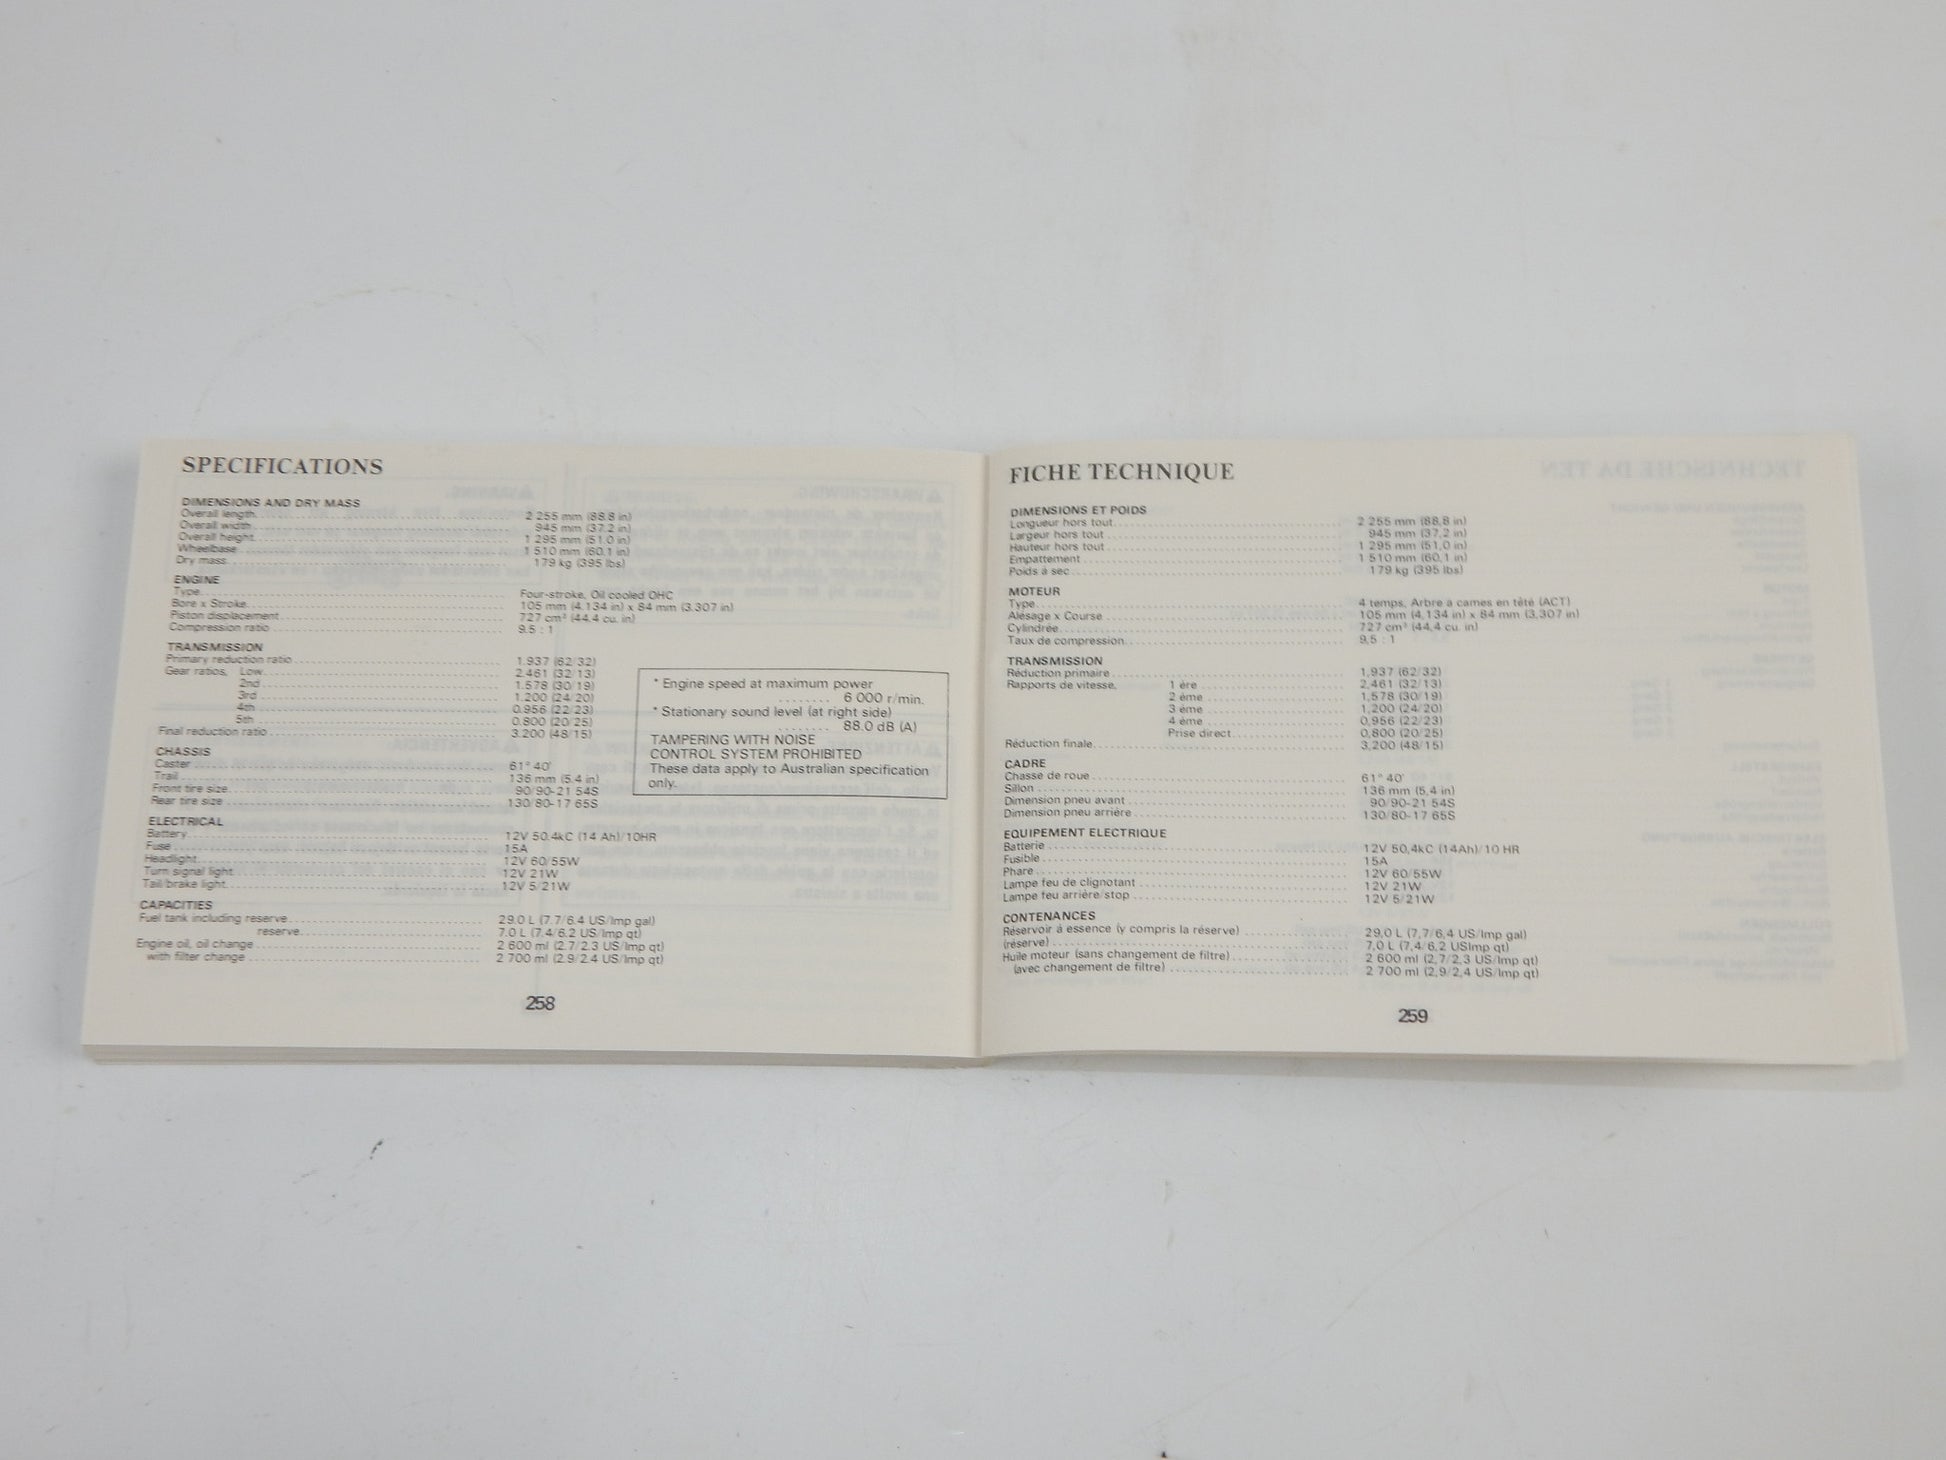 SPECIFICATIONS
DIMENSIONS AND DRY MASS
Overall length 2 255 mm (88.8 in)
Overall width 945 mm (37.2 in)
Overall height 1 295 mm (51.0 in)
Wheelbase 1 510 mm (60.1 in)
Dry mass 179 kg (395 lbs)
ENGINE
Type Four-stroke, Oil cooled OHC
Bore x Stroke 105 mm (4.134 in) x 84 mm (3.307 in)
Piston displacement 727 cm³ (44.4 cu. in)
Compression ratio 9.5 : 1
TRANSMISSION
Primary reduction ratio 1.937 (62/32)
Gear ratios, Low 2.461 (32/13)
2nd 1.578 (30/19)
3rd 1.200 (24/20)
4th 0.956 (22/23)
5th 0.800 (20/25)
Final reduction ratio 3.200 (48/15)
CHASSIS
Caster 61° 40'
Trail 136 mm (5.4 in)
Front tire size 90/90-21 54S
Rear tire size 130/80-17 65S
ELECTRICAL
Battery 12V 50.4kC (14 Ah)/10HR
Fuse 15A
Headlight 12V 60/55W
Turn signal light 12V 21W
Tail/brake light 12V 5/21W
CAPACITIES
Fuel tank including reserve 29.0 L (7.7/6.4 US/Imp gal)
reserve 7.0 L (7.4/6.2 US/Imp qt)
Engine oil, oil change 2 600 ml (2.7/2.3 US/Imp qt)
with filter change 2 700 ml (2.9/2.4 US/Imp qt)
* Engine speed at maximum power
........ 6 000 r/min.
* Stationary sound level (at right side)
........ 88.0 dB (A)
TAMPERING WITH NOISE
CONTROL SYSTEM PROHIBITED
These data apply to Australian specification
only.
258
FICHE TECHNIQUE
DIMENSIONS ET POIDS
Longueur hors tout 2 255 mm (88,8 in)
Largeur hors tout 945 mm (37,2 in)
Hauteur hors tout 1 295 mm (51,0 in)
Empattement 1 510 mm (60,1 in)
Poids á sec 179 kg (395 lbs)
MOTEUR
Type 4 temps, Arbre a cames en tété (ACT)
Alésage x Course 105 mm (4,134 in) x 84 mm (3,307 in)
Cylindrée 727 cm³ (44,4 cu. in)
Taux de compression 9,5 : 1
TRANSMISSION
Réduction primaire 1,937 (62/32)
Rapports de vitesse, 1 ére 2,461 (32/13)
2 éme 1,578 (30/19)
3 éme 1,200 (24/20)
4 éme 0,956 (22/23)
Prise direct 0,800 (20/25)
Réduction finale 3,200 (48/15)
CADRE
Chasse de roue 61° 40'
Sillon 136 mm (5,4 in)
Dimension pneu avant 90/90-21 54S
Dimension pneu arriére 130/80-17 65S
EQUIPEMENT ELECTRIQUE
Batterie 12V 50,4kC (14Ah)/10 HR
Fusible 15A
Phare 12V 60/55W
Lampe feu de clignotant 12V 21W
Lampe feu arriére/stop 12V 5/21W
CONTENANCES
Réservoir á essence (y compris la réserve) 29,0 L (7,7/6,4 US/Imp gal)
(réserve) 7,0 L (7,4/6,2 USImp qt)
Huile moteur (sans changement de filtre) 2 600 ml (2,7/2,3 US/Imp qt)
(avec changement de filtre) 2 700 ml (2,9/2,4 US/Imp qt)
259